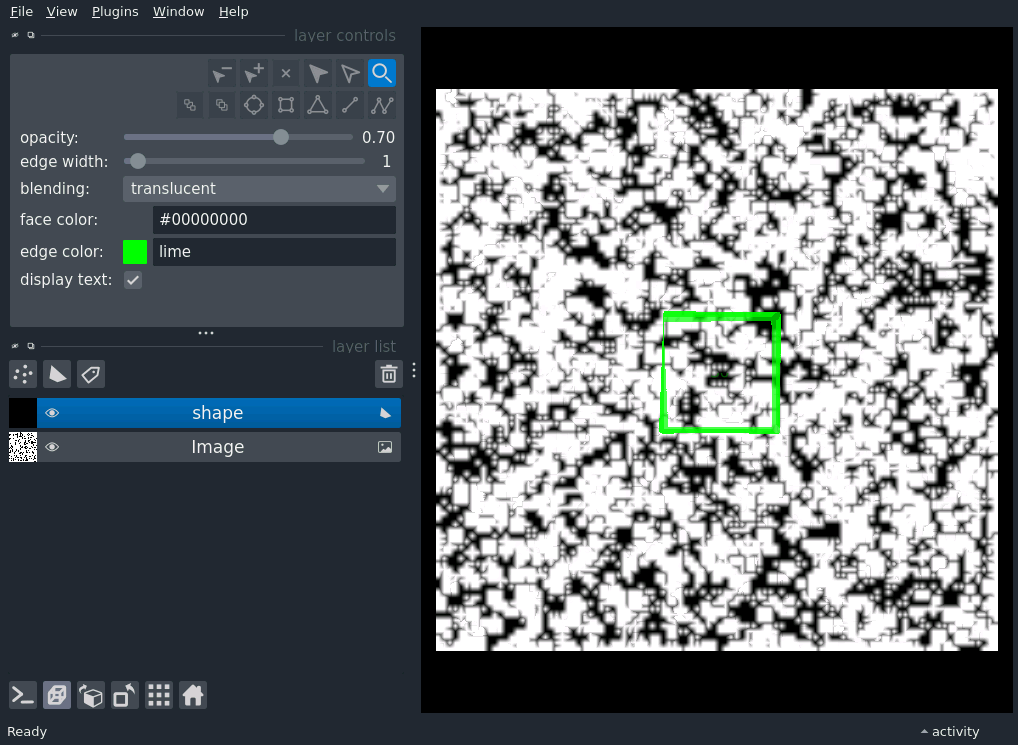 File View Plugins Window Help
layer controls
opacity: 0.70
edge width: 1
blending: translucent
face color: #00000000
edge color: lime
display text:
layer list
shape
Image
Ready
activity